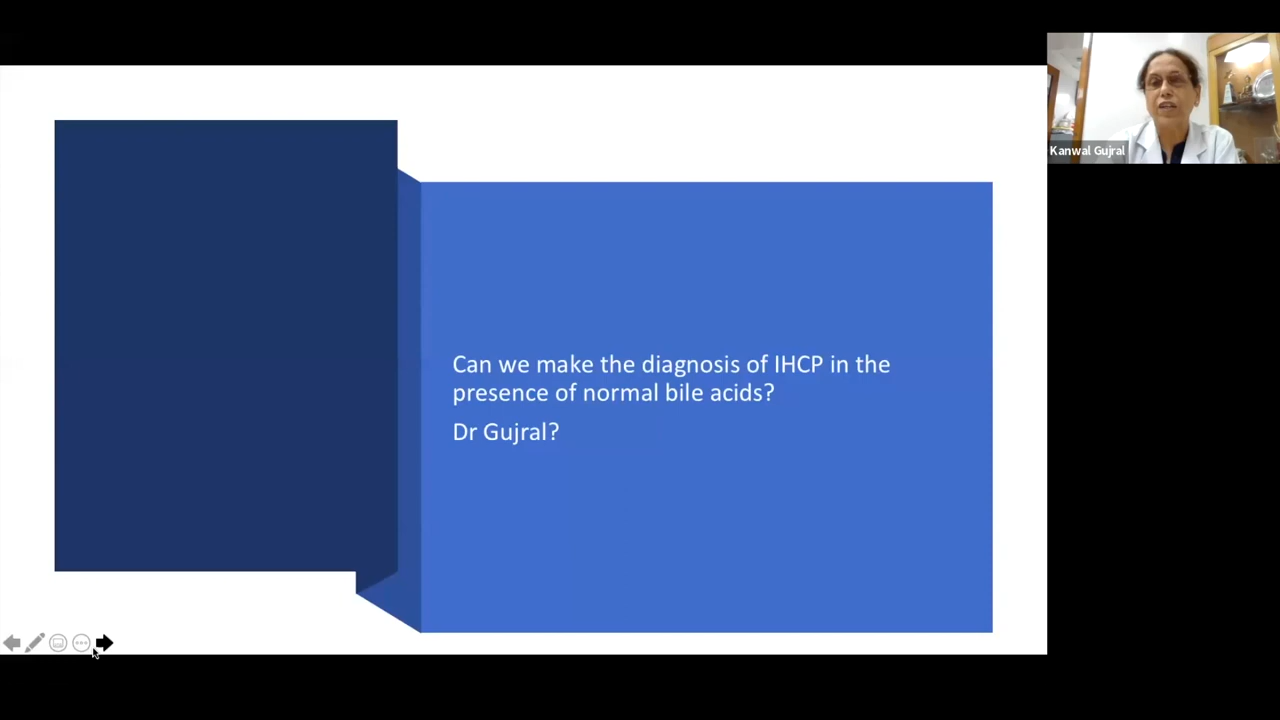 Kanwal Gujral
Can we make the diagnosis of IHCP in the
presence of normal bile acids?
Dr Gujral?